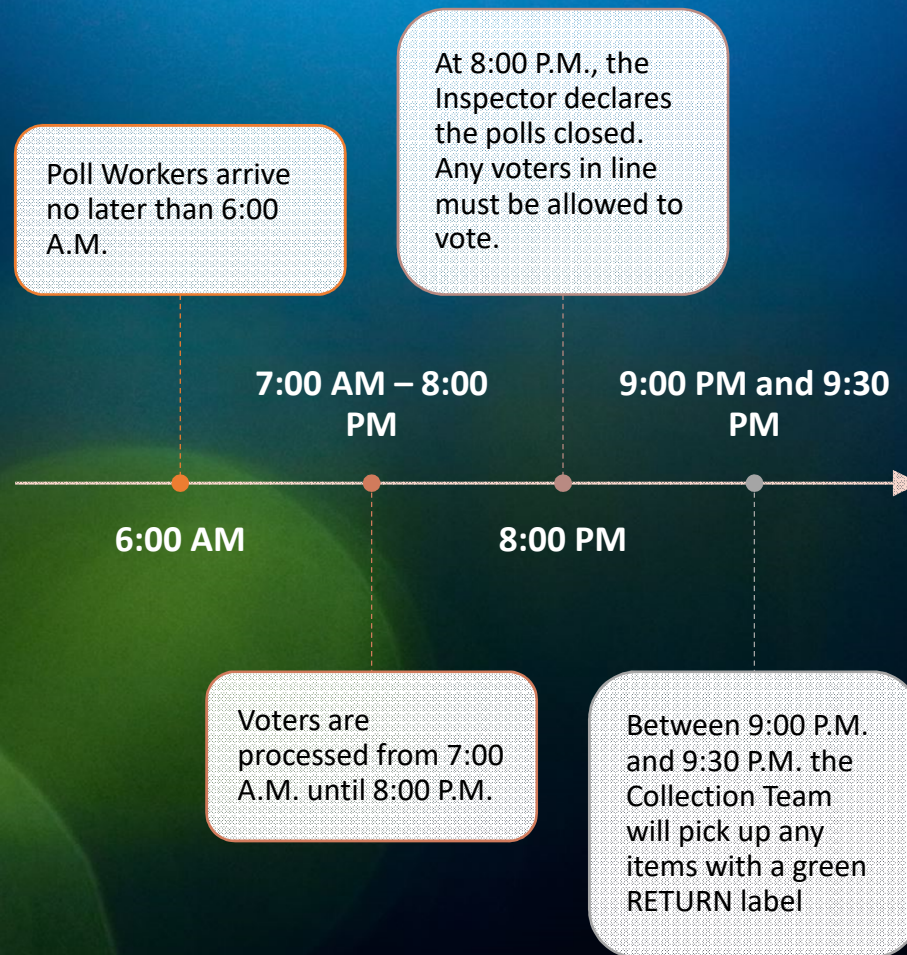 Poll Workers arrive
no later than 6:00
A.M.
6:00 AM
7:00 AM – 8:00
PM
Voters are
processed from 7:00
A.M. until 8:00 P.M.
At 8:00 P.M., the
Inspector declares
the polls closed.
Any voters in line
must be allowed to
vote.
8:00 PM
9:00 PM and 9:30
PM
Between 9:00 P.M.
and 9:30 P.M. the
Collection Team
will pick up any
items with a green
RETURN label